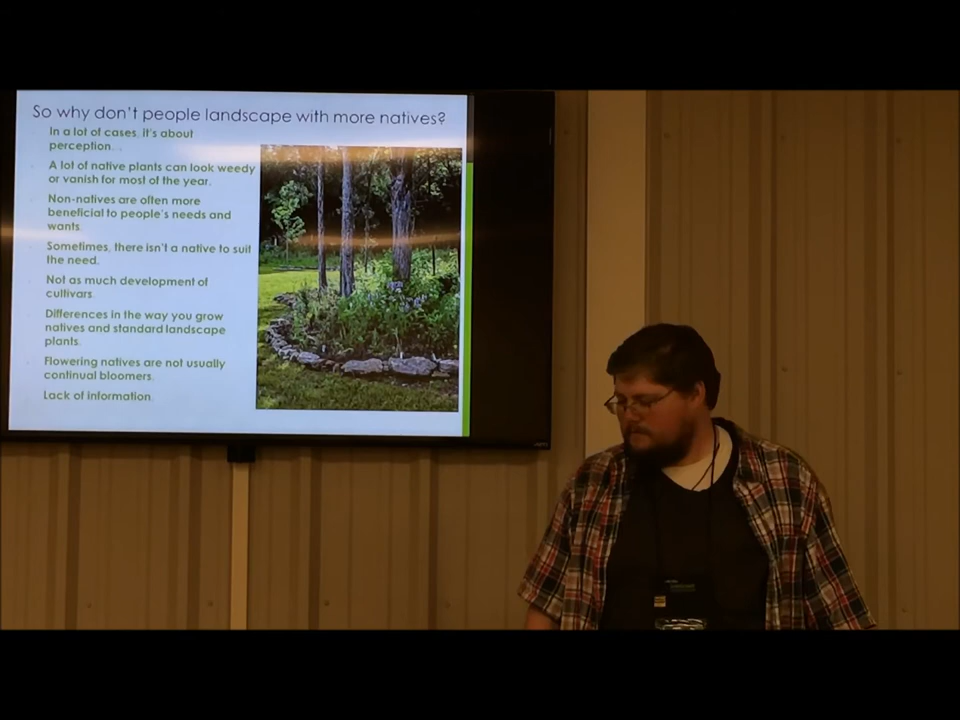 So why don't people landscape with more natives?
In a lot of cases, it's about
perception. .
A lot of native plants can look weedy
or vanish for most of the year.
Non-natives are often more
beneficial to people's needs and
wants.
Sometimes, there isn't a native to suit
the need.
Not as much development of
cultivars.
Differences in the way you grow
natives and standard landscape
plants.
Flowering natives are not usually
continual bloomers.
Lack of information.